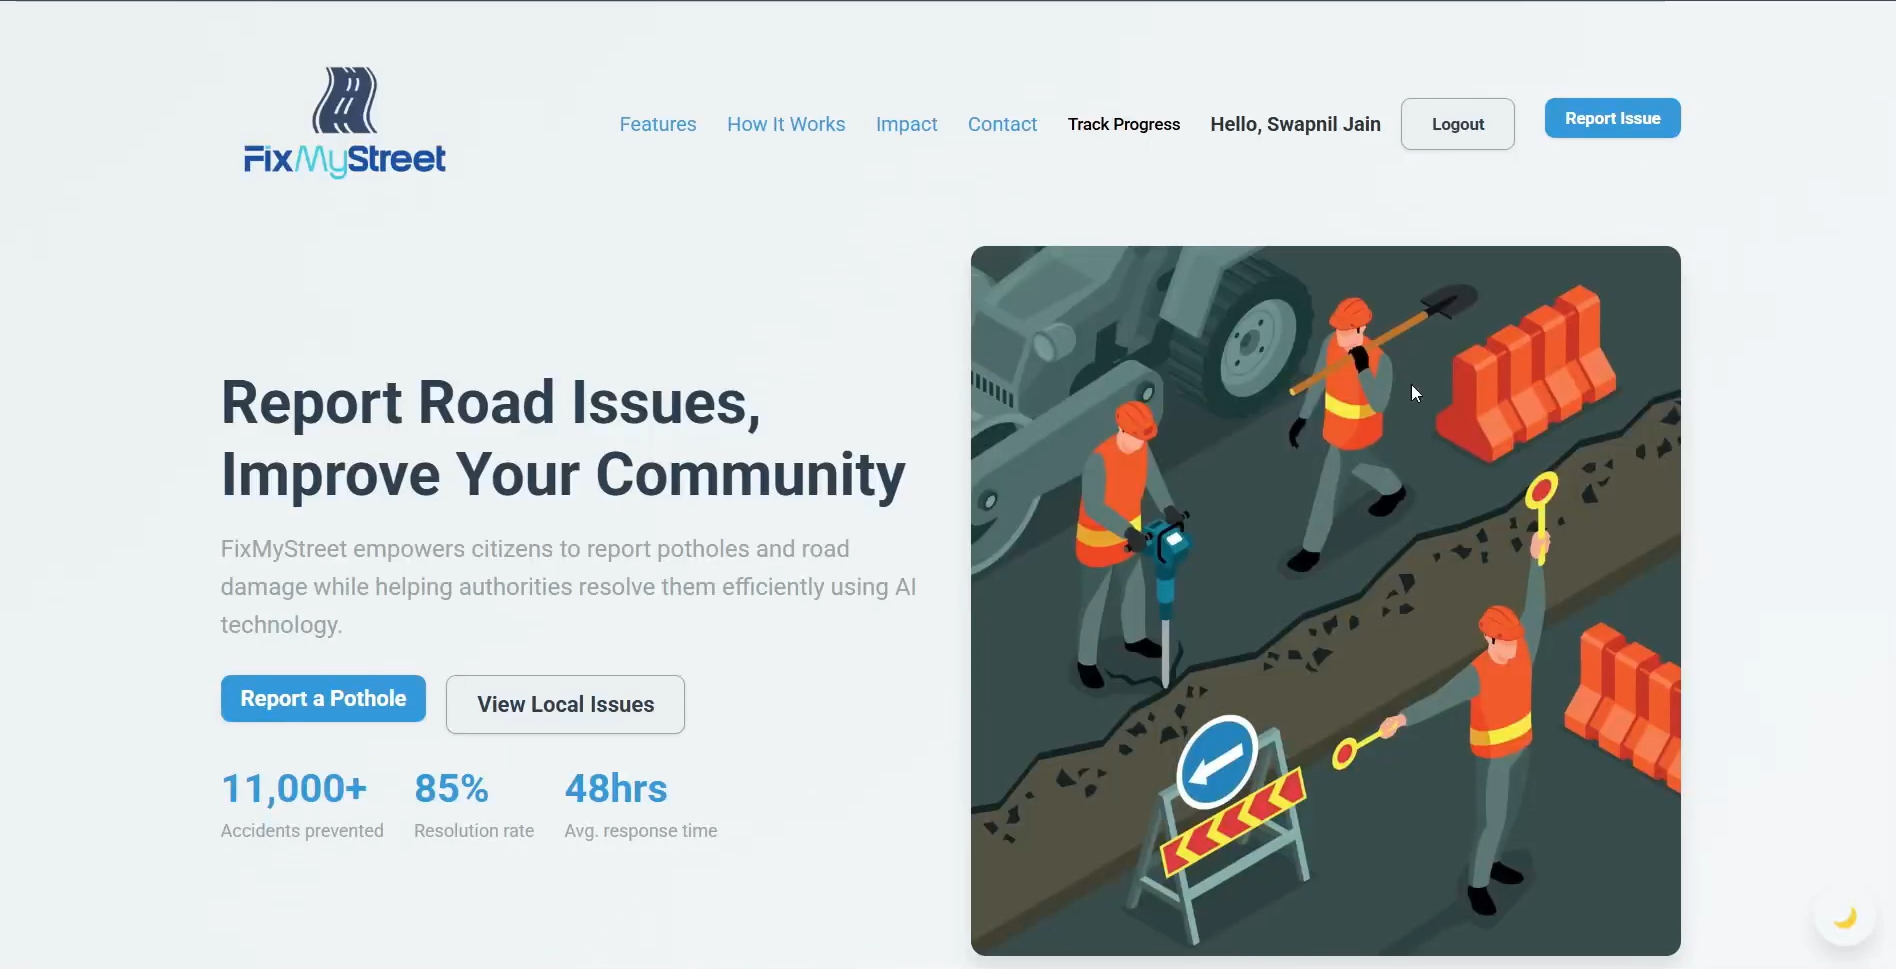 FixMyStreet
Features How It Works Impact Contact Track Progress Hello, Swapnil Jain Logout Report Issue
Report Road Issues,
Improve Your Community
FixMyStreet empowers citizens to report potholes and road
damage while helping authorities resolve them efficiently using AI
technology.
Report a Pothole View Local Issues
11,000+ 85% 48hrs
Accidents prevented Resolution rate Avg. response time